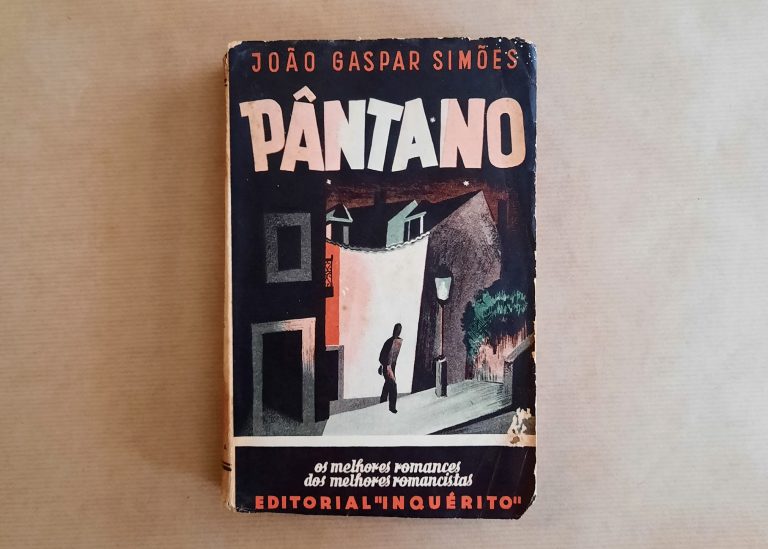 JOÃO GASPAR SIMÕES
PÂNTANO
os melhores romances
dos melhores romancistas
EDITORIAL "INQUÉRITO"